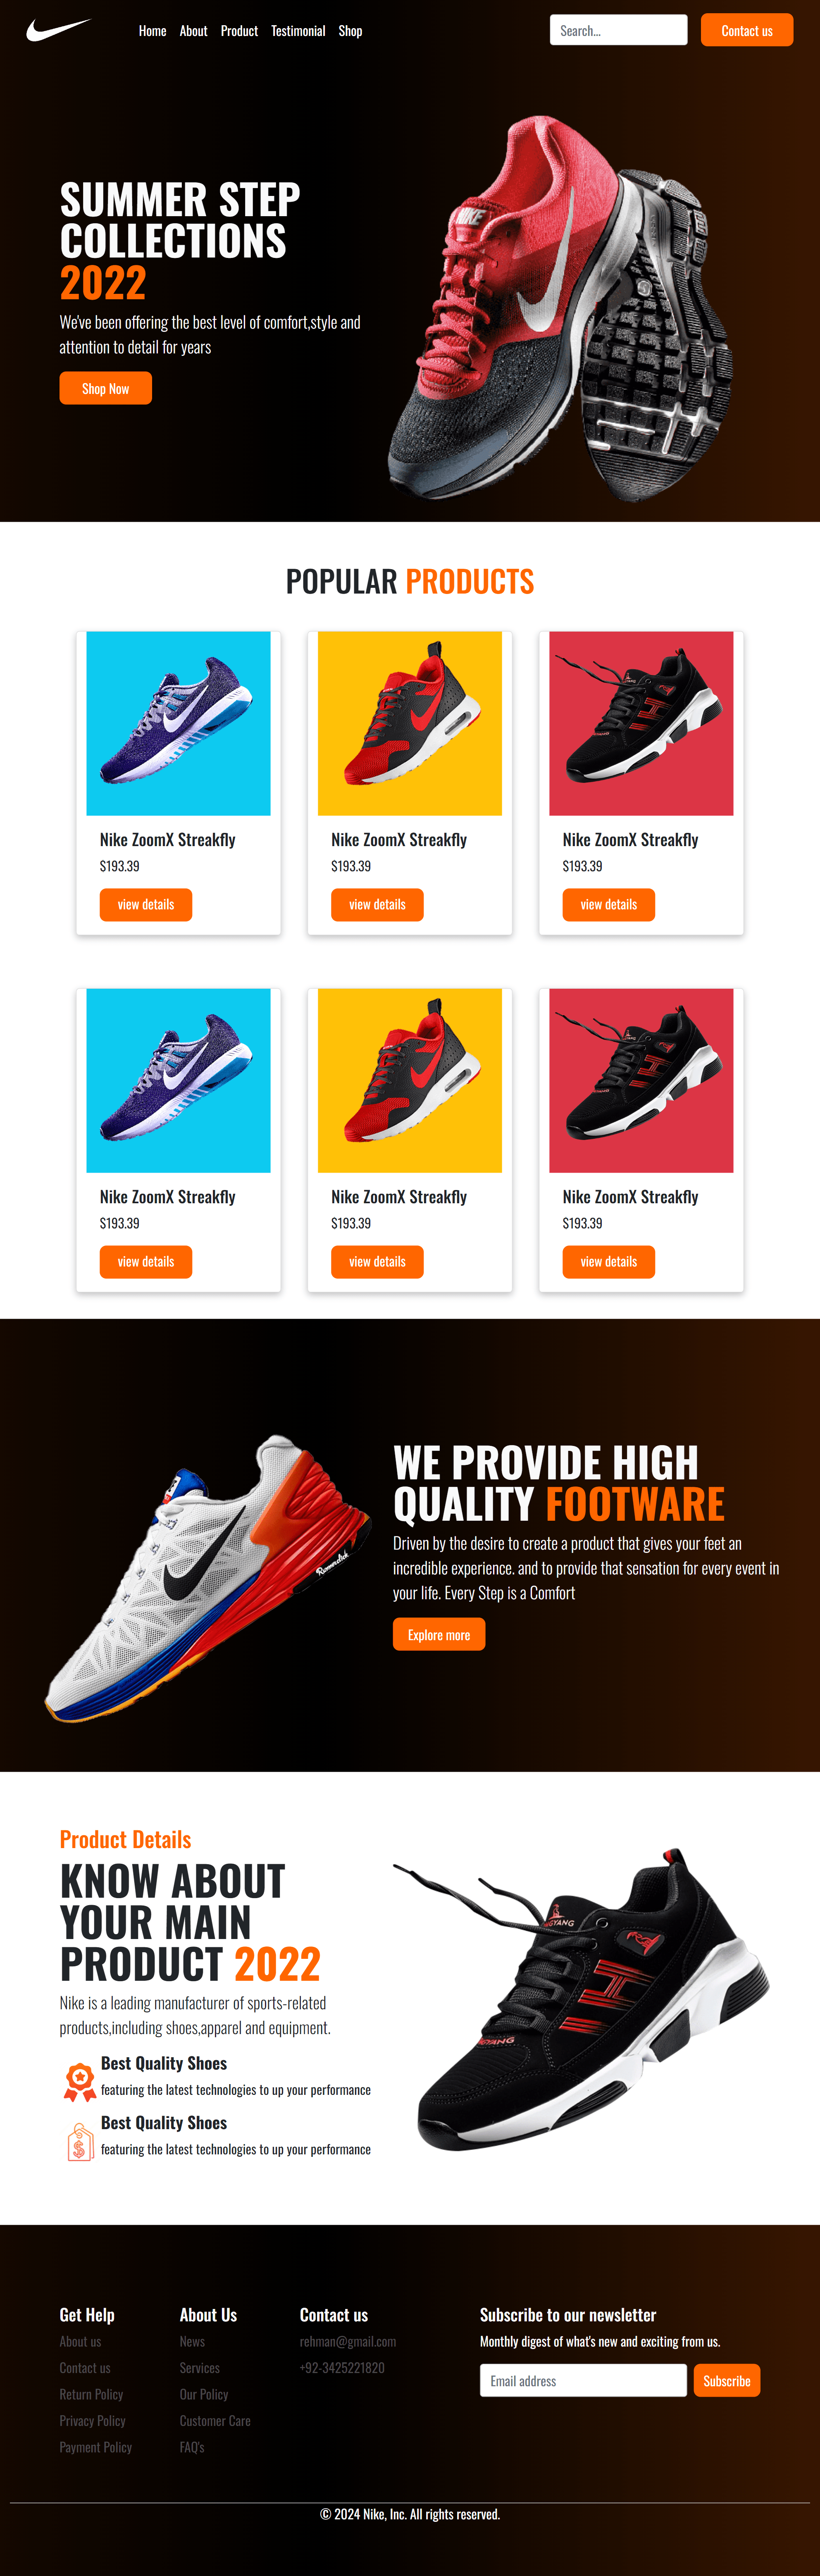 Home About Product Testimonial Shop Search... Contact us
SUMMER STEP
COLLECTIONS
2022
We've been offering the best level of comfort,style and
attention to detail for years
Shop Now
NIKE
POPULAR PRODUCTS
Nike ZoomX Streakfly
$193.39
view details
Nike ZoomX Streakfly
$193.39
view details
Nike ZoomX Streakfly
$193.39
view details
Nike ZoomX Streakfly
$193.39
view details
Nike ZoomX Streakfly
$193.39
view details
Nike ZoomX Streakfly
$193.39
view details
WE PROVIDE HIGH
QUALITY FOOTWARE
Driven by the desire to create a product that gives your feet an
incredible experience. and to provide that sensation for every event in
your life. Every Step is a Comfort
Explore more
Product Details
KNOW ABOUT
YOUR MAIN
PRODUCT 2022
Nike is a leading manufacturer of sports-related
products,including shoes,apparel and equipment.
Best Quality Shoes
featuring the latest technologies to up your performance
Best Quality Shoes
featuring the latest technologies to up your performance
Get Help
About us
Contact us
Return Policy
Privacy Policy
Payment Policy
About Us
News
Services
Our Policy
Customer Care
FAQ's
Contact us
rehman@gmail.com
+92-3425221820
Subscribe to our newsletter
Monthly digest of what's new and exciting from us.
Email address Subscribe
© 2024 Nike, Inc. All rights reserved.